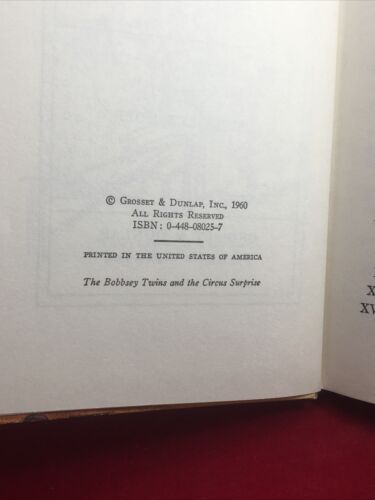 © Grosset & Dunlap, Inc., 1960
All Rights Reserved
ISBN: 0-448-08025-7
PRINTED IN THE UNITED STATES OF AMERICA
The Bobbsey Twins and the Circus Surprise